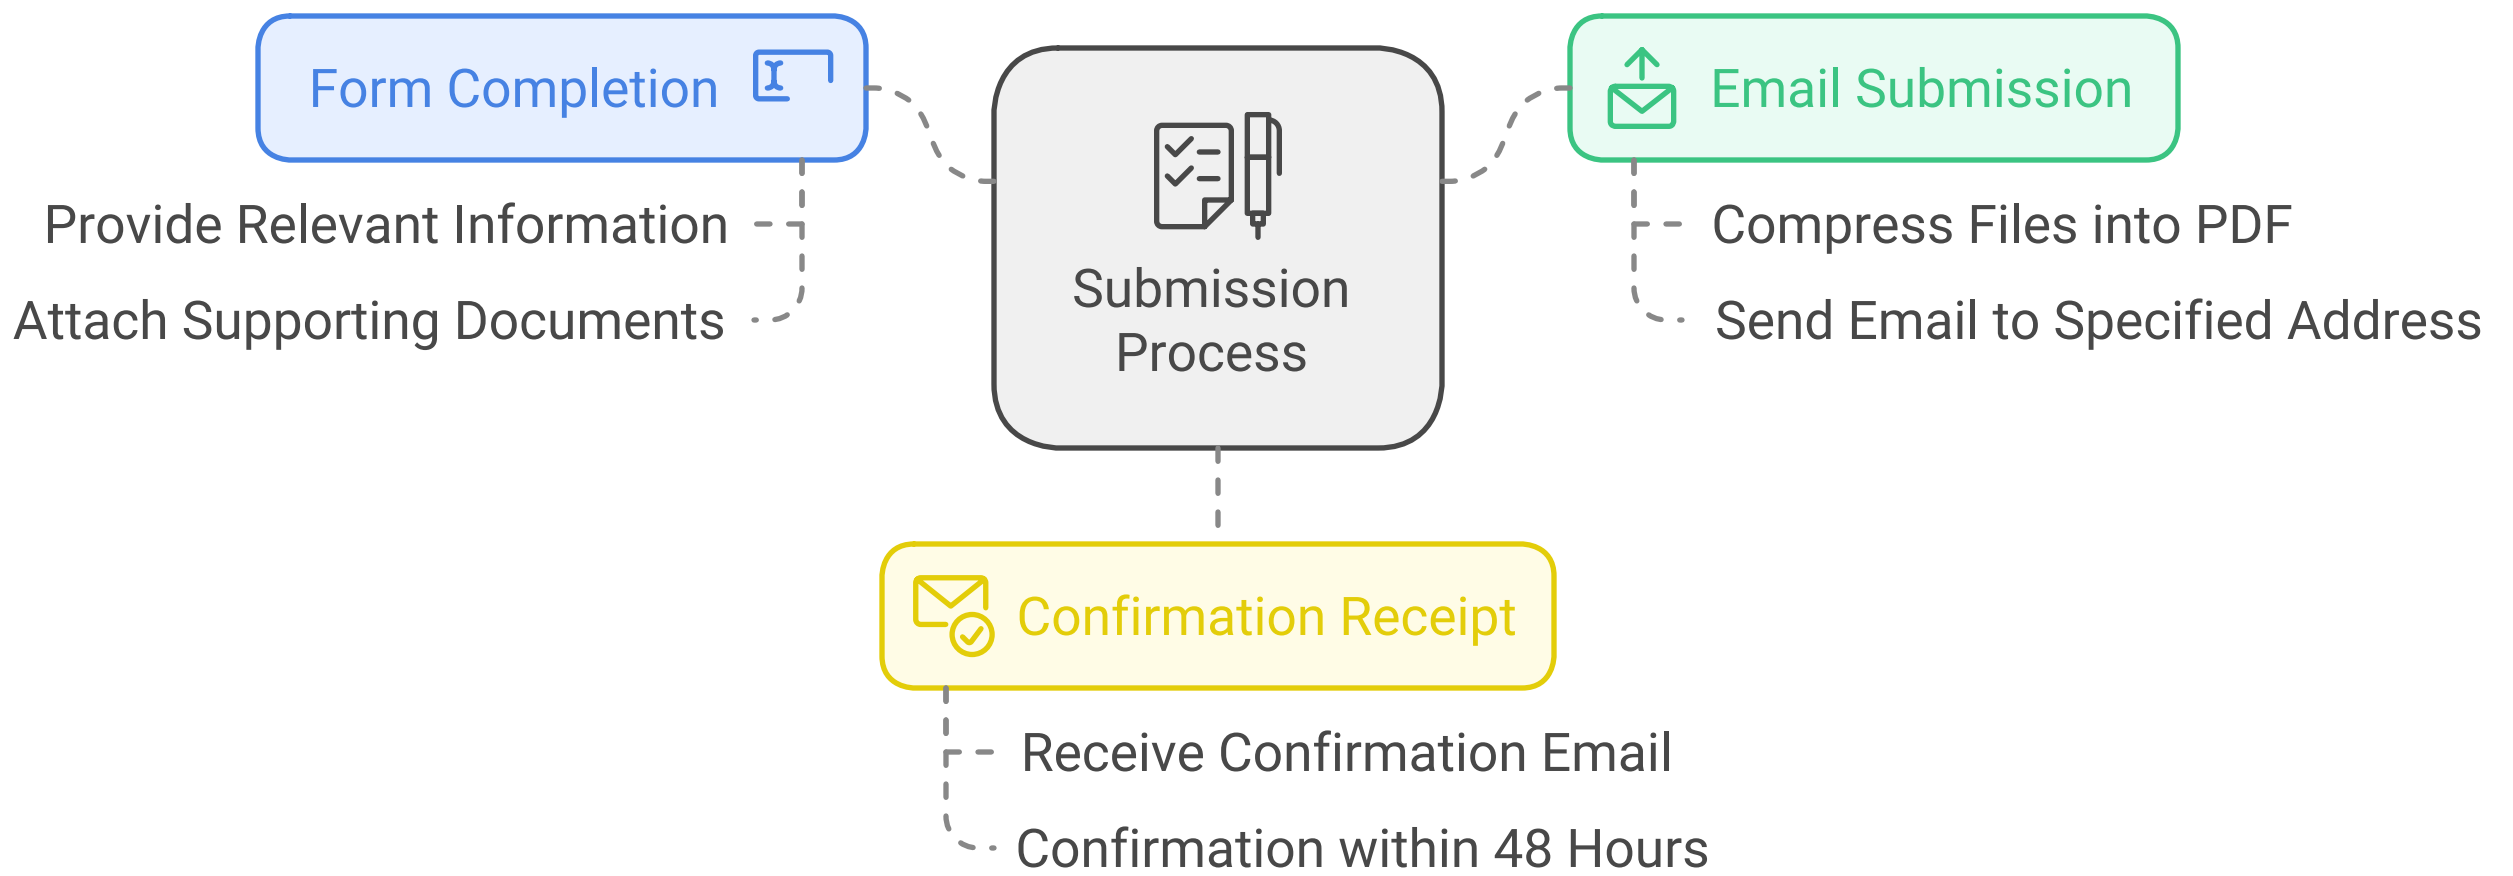 Form Completion
Provide Relevant Information
Attach Supporting Documents
Submission
Process
Email Submission
Compress Files into PDF
Send Email to Specified Address
Confirmation Receipt
Receive Confirmation Email
Confirmation within 48 Hours